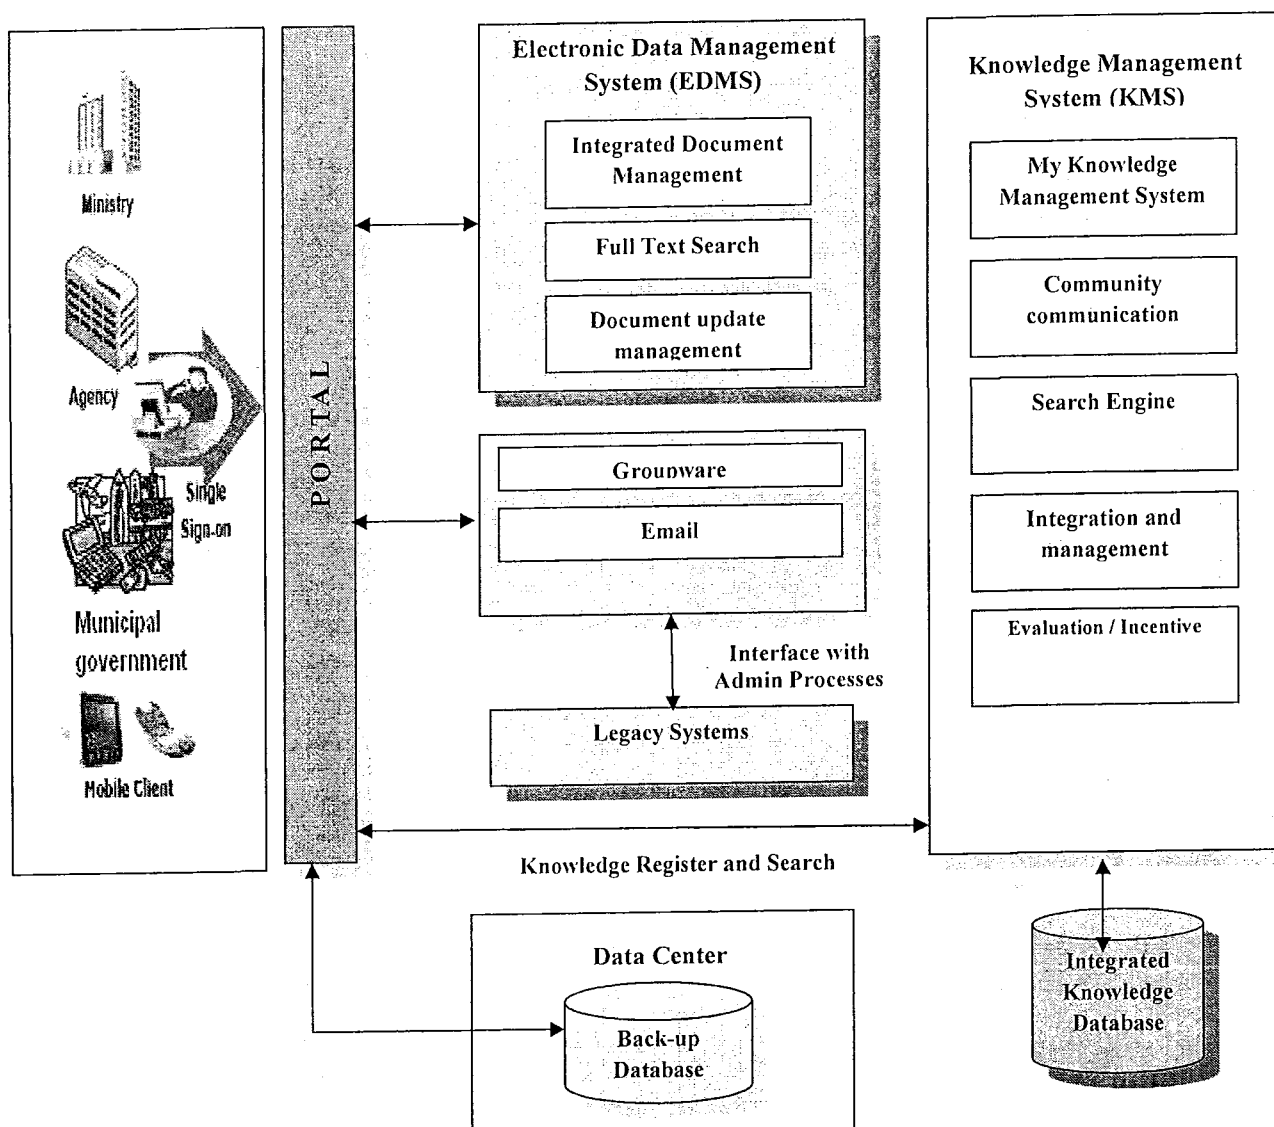 Ministry
Agency
Single
Sign-on
Municipal
government
Mobile Client
PORTAL
Electronic Data Management
System (EDMS)
Integrated Document
Management
Full Text Search
Document update
management
Groupware
Email
Interface with
Admin Processes
Legacy Systems
Knowledge Register and Search
Data Center
Back-up
Database
Knowledge Management
System (KMS)
My Knowledge
Management System
Community
communication
Search Engine
Integration and
management
Evaluation / Incentive
Integrated
Knowledge
Database